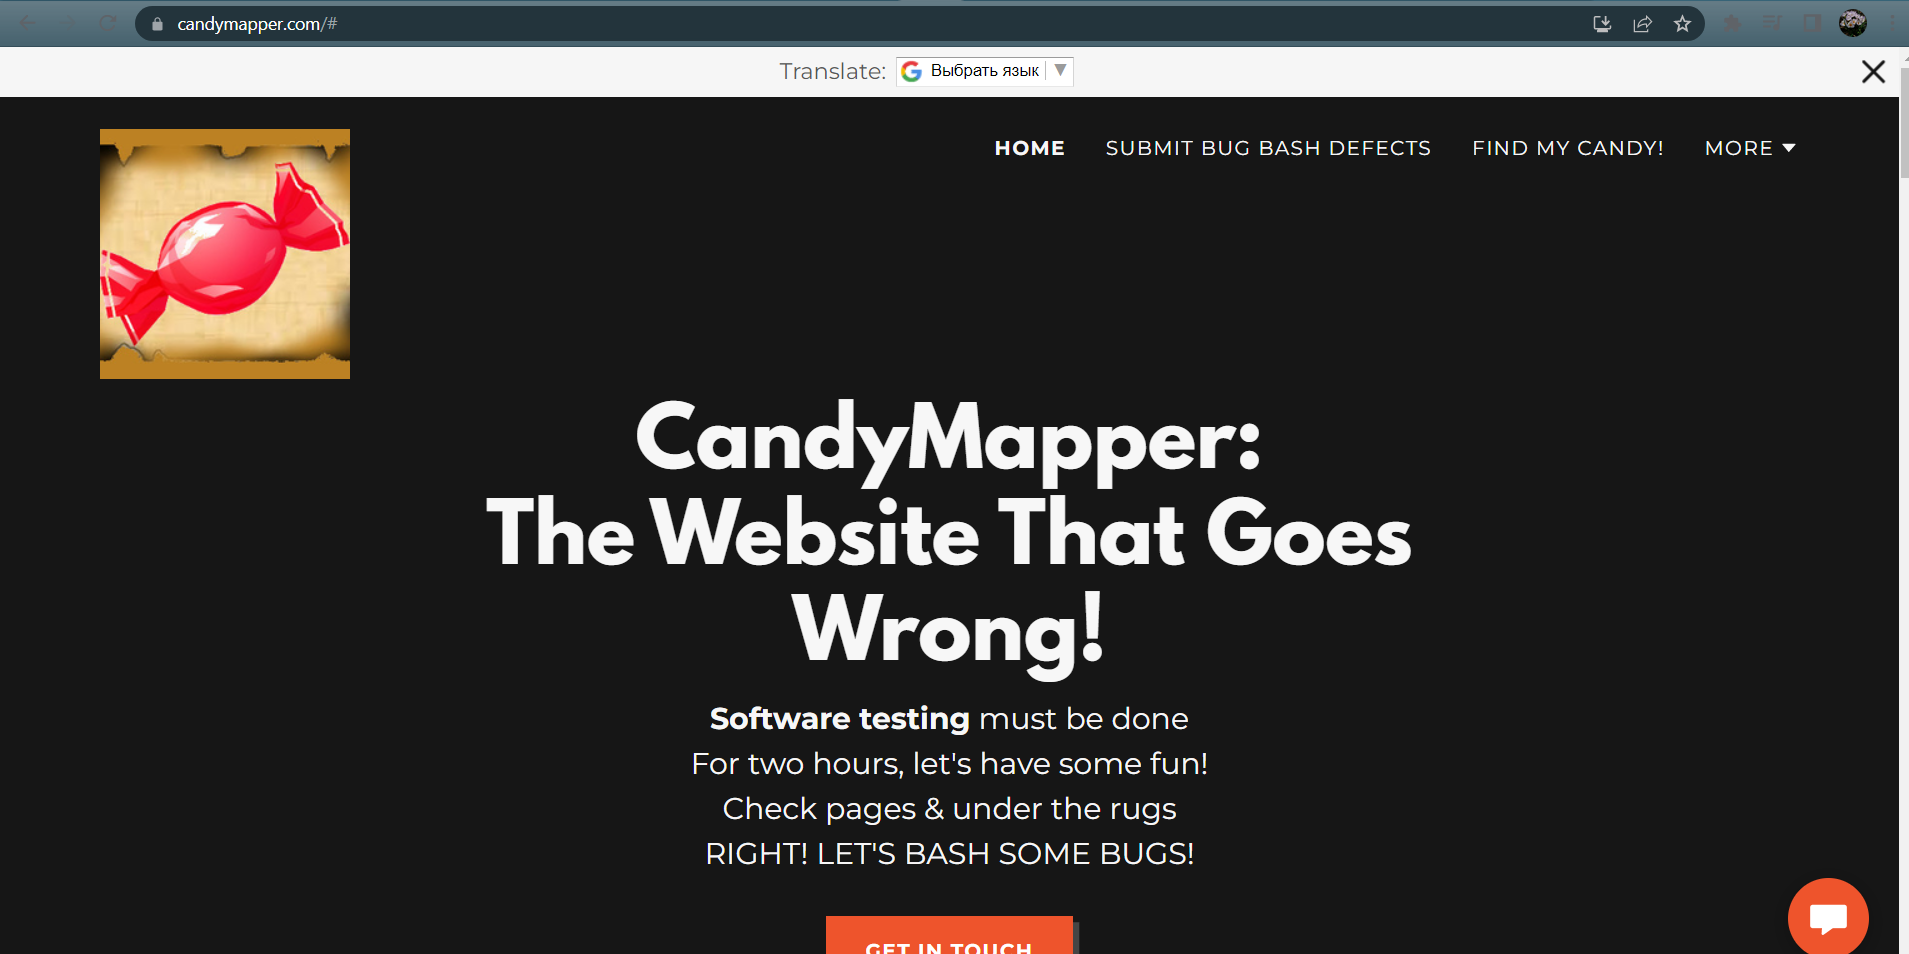 candymapper.com/#
Translate: Выбрать язык ▼
HOME SUBMIT BUG BASH DEFECTS FIND MY CANDY! MORE
CandyMapper:
The Website That Goes
Wrong!
Software testing must be done
For two hours, let's have some fun!
Check pages & under the rugs
RIGHT! LET'S BASH SOME BUGS!
GET IN TOUCH